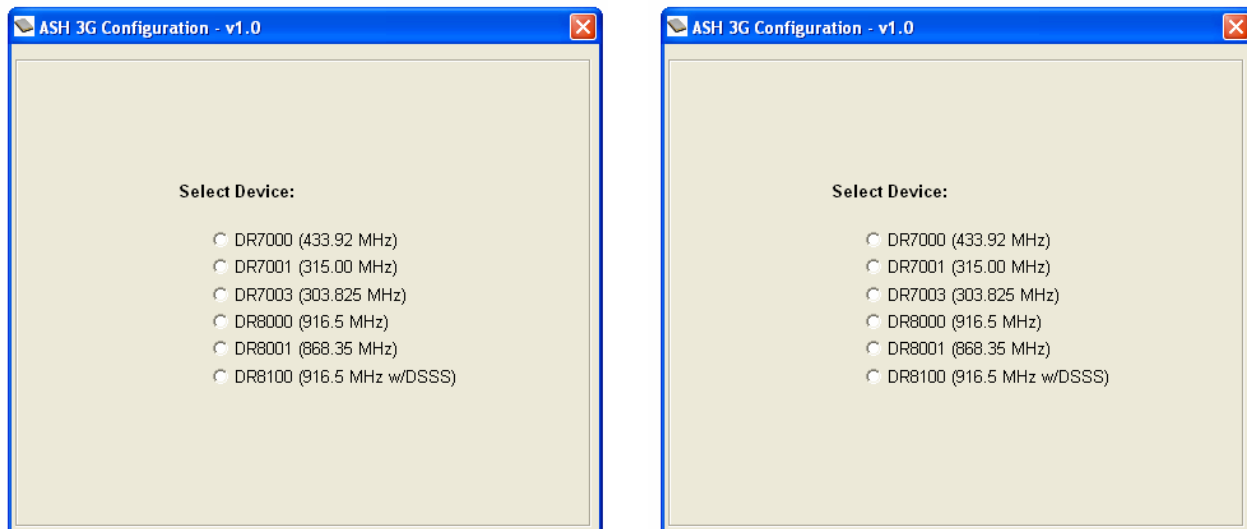 ASH 3G Configuration - v1.0
Select Device:
DR7000 (433.92 MHz)
DR7001 (315.00 MHz)
DR7003 (303.825 MHz)
DR8000 (916.5 MHz)
DR8001 (868.35 MHz)
DR8100 (916.5 MHz w/DSSS)
ASH 3G Configuration - v1.0
Select Device:
DR7000 (433.92 MHz)
DR7001 (315.00 MHz)
DR7003 (303.825 MHz)
DR8000 (916.5 MHz)
DR8001 (868.35 MHz)
DR8100 (916.5 MHz w/DSSS)